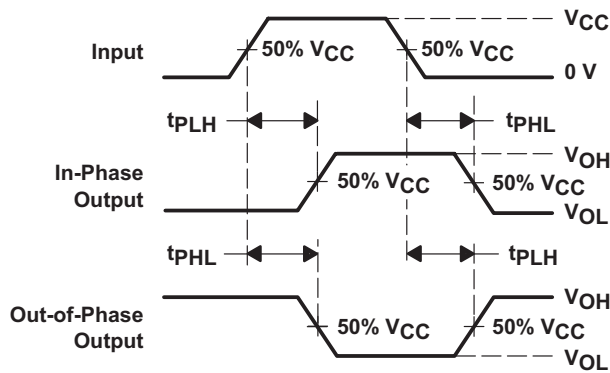 VCC
Input 50% VCC 50% VCC
0 V
tPLH tPHL
VOH
In-Phase
Output
50% VCC 50% VCC
VOL
tPHL tPLH
VOH
Out-of-Phase
Output
50% VCC 50% VCC
VOL